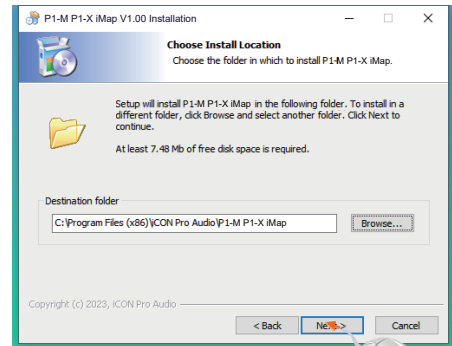 P1-M P1-X iMap V1.00 Installation
Choose Install Location
Choose the folder in which to install P1-M P1-X iMap.
Setup will install P1-M P1-X iMap in the following folder. To install in a
different folder, click Browse and select another folder. Click Next to
continue.
At least 7.48 Mb of free disk space is required.
Destination folder
C:\Program Files (x86)\iCON Pro Audio\P1-M P1-X iMap
Browse...
Copyright (c) 2023, iCON Pro Audio
< Back
Next >
Cancel